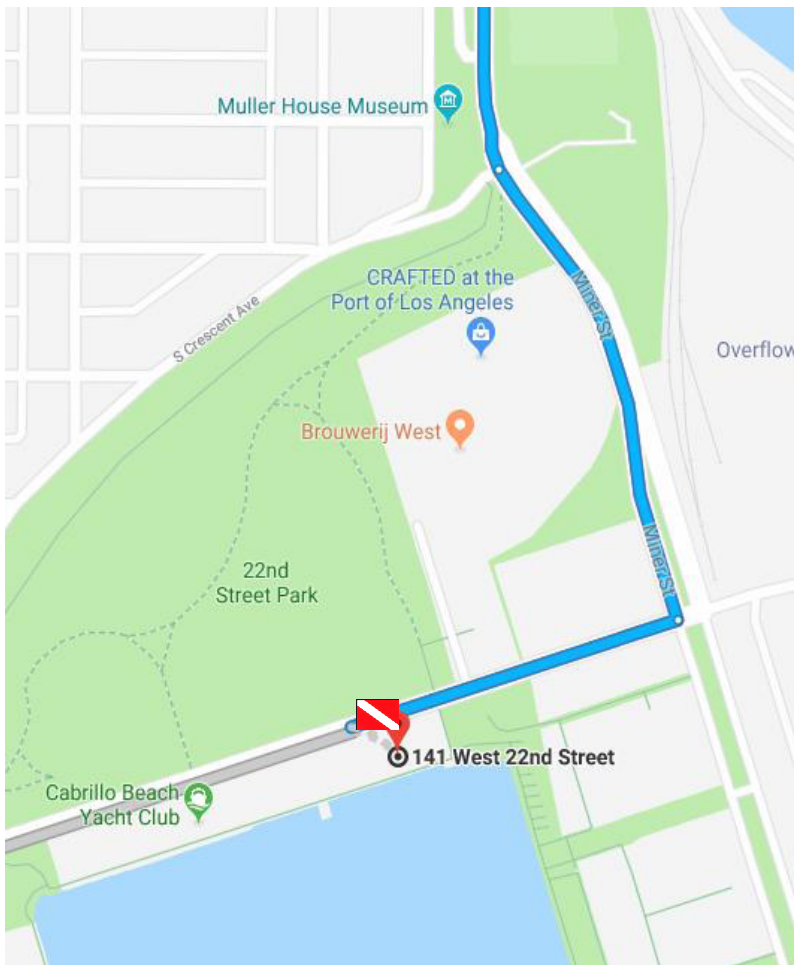 Muller House Museum
CRAFTED at the
Port of Los Angeles
Miner St
S Crescent Ave
Overflow
Brouwerij West
Miner St
22nd
Street Park
141 West 22nd Street
Cabrillo Beach
Yacht Club